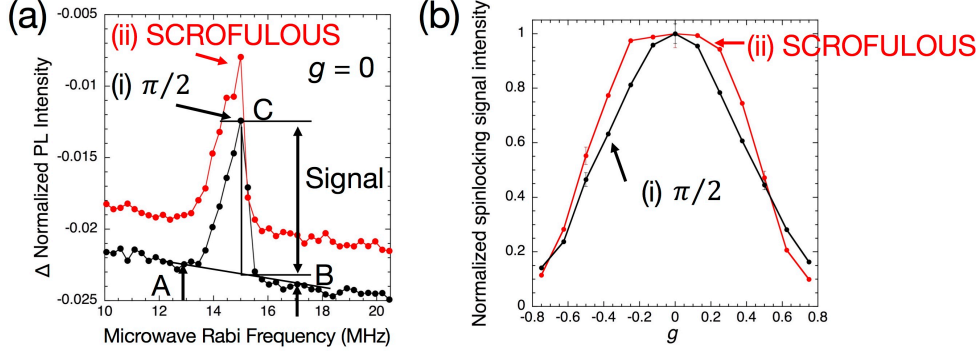 (a)
-0.005
-0.01
-0.015
-0.02
-0.025
Δ Normalized PL Intensity
(ii) SCROFULOUS
g = 0
(i) π/2
C
Signal
A
B
10 12 14 16 18 20
Microwave Rabi Frequency (MHz)
(b)
1
0.8
0.6
0.4
0.2
0
Normalized spinlocking signal intensity
(ii) SCROFULOUS
(i) π/2
-0.8 -0.6 -0.4 -0.2 0 0.2 0.4 0.6 0.8
g